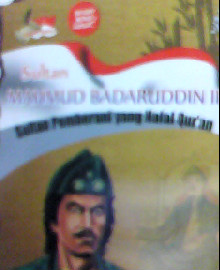 Sultan
MAHMUD BADARUDDIN II
Sultan Pemberani yang Hafal Qur'an